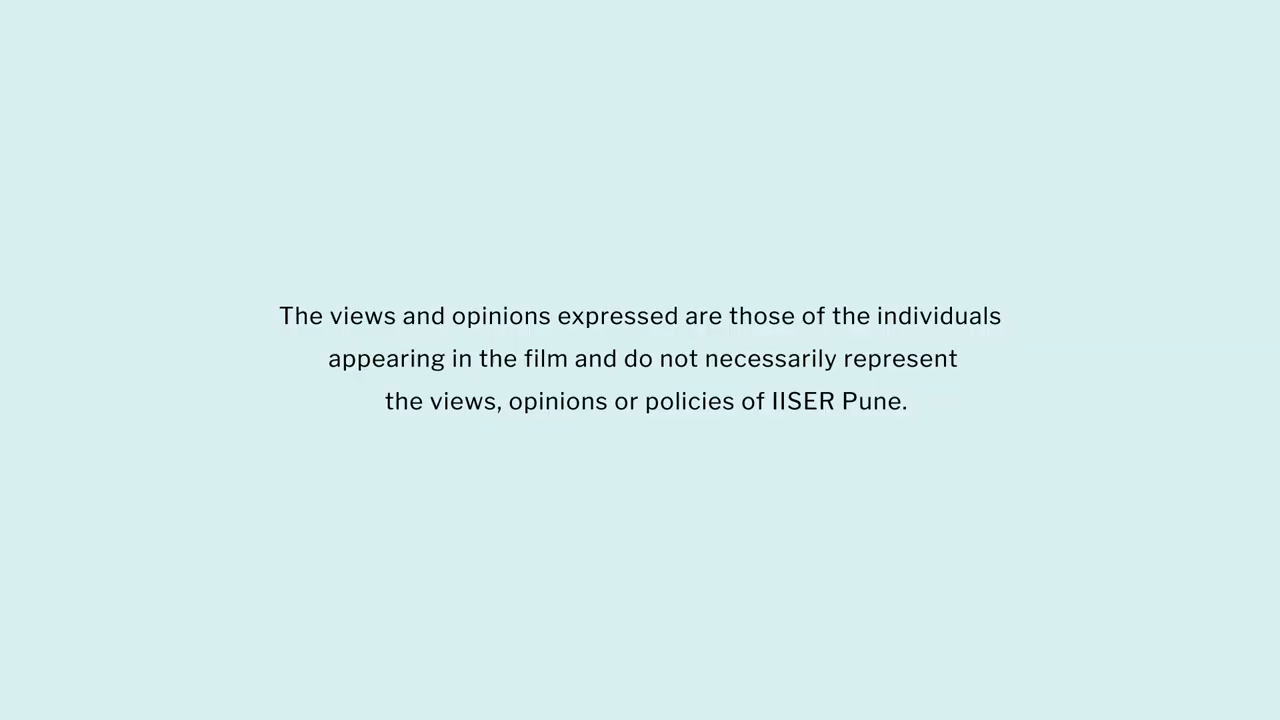 The views and opinions expressed are those of the individuals
appearing in the film and do not necessarily represent
the views, opinions or policies of IISER Pune.